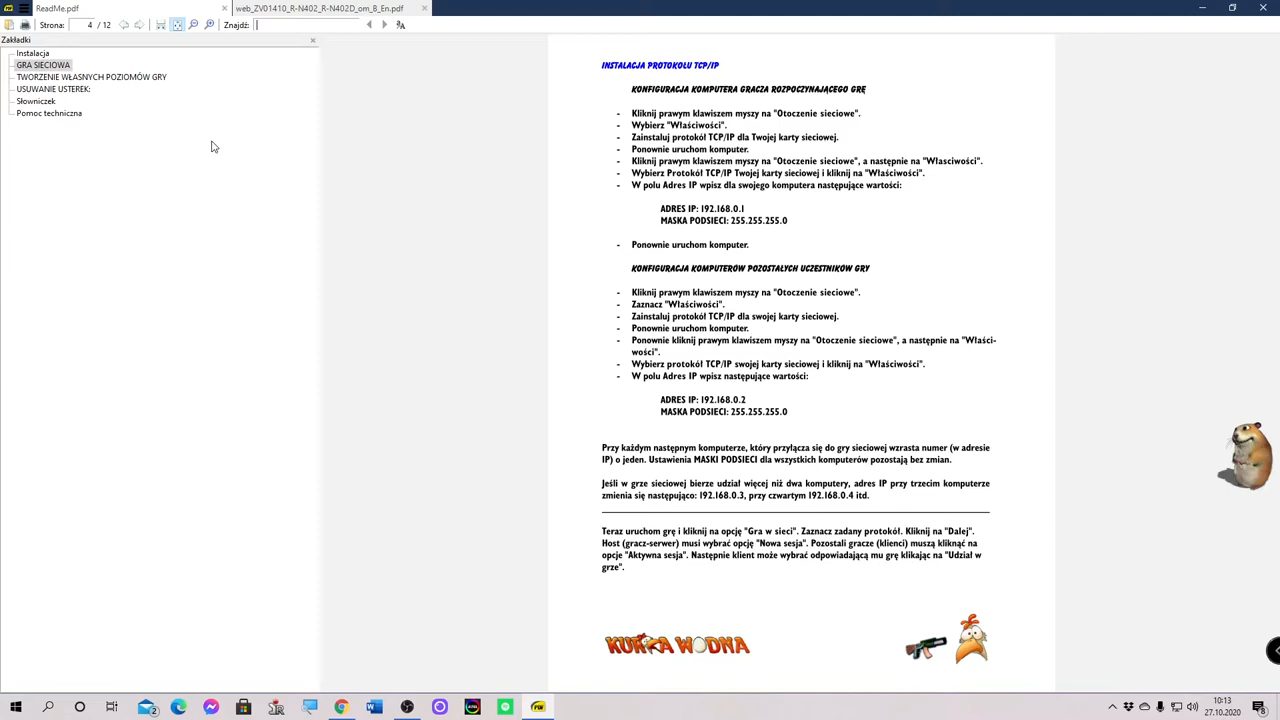 ReadMe.pdf
web_ZV01410_R-N402_R-N402D_om_B_En.pdf
4 / 12
Znajdź:
Zakładki
Instalacja
GRA SIECIOWA
TWORZENIE WŁASNYCH POZIOMÓW GRY
USUWANIE USTEREK:
Słowniczek
Pomoc techniczna
INSTALACJA PROTOKOŁU TCP/IP
KONFIGURACJA KOMPUTERA GRACZA ROZPOCZYNAJĄCEGO GRĘ
- Kliknij prawym klawiszem myszy na "Otoczenie sieciowe".
- Wybierz "Właściwości".
- Zainstaluj protokół TCP/IP dla Twojej karty sieciowej.
- Ponownie uruchom komputer.
- Kliknij prawym klawiszem myszy na "Otoczenie sieciowe", a następnie na "Własciwości".
- Wybierz Protokół TCP/IP Twojej karty sieciowej i kliknij na "Właściwości".
- W polu Adres IP wpisz dla swojego komputera następujące wartości:
ADRES IP: 192.168.0.1
MASKA PODSIECI: 255.255.255.0
- Ponownie uruchom komputer.
KONFIGURACJA KOMPUTERÓW POZOSTAŁYCH UCZESTNIKÓW GRY
- Kliknij prawym klawiszem myszy na "Otoczenie sieciowe".
- Zaznacz "Właściwości".
- Zainstaluj protokół TCP/IP dla swojej karty sieciowej.
- Ponownie uruchom komputer.
- Ponownie kliknij prawym klawiszem myszy na "Otoczenie sieciowe", a następnie na "Właści-
wości".
- Wybierz protokół TCP/IP swojej karty sieciowej i kliknij na "Właściwości".
- W polu Adres IP wpisz następujące wartości:
ADRES IP: 192.168.0.2
MASKA PODSIECI: 255.255.255.0
Przy każdym następnym komputerze, który przyłącza się do gry sieciowej wzrasta numer (w adresie
IP) o jeden. Ustawienia MASKI PODSIECI dla wszystkich komputerów pozostają bez zmian.
Jeśli w grze sieciowej bierze udział więcej niż dwa komputery, adres IP przy trzecim komputerze
zmienia się następująco: 192.168.0.3, przy czwartym 192.168.0.4 itd.
Teraz uruchom grę i kliknij na opcję "Gra w sieci". Zaznacz zadany protokół. Kliknij na "Dalej".
Host (gracz-serwer) musi wybrać opcję "Nowa sesja". Pozostali gracze (klienci) muszą kliknąć na
opcje "Aktywna sesja". Następnie klient może wybrać odpowiadającą mu grę klikając na "Udział w
grze".
KURKA WODNA
10:13
27.10.2020